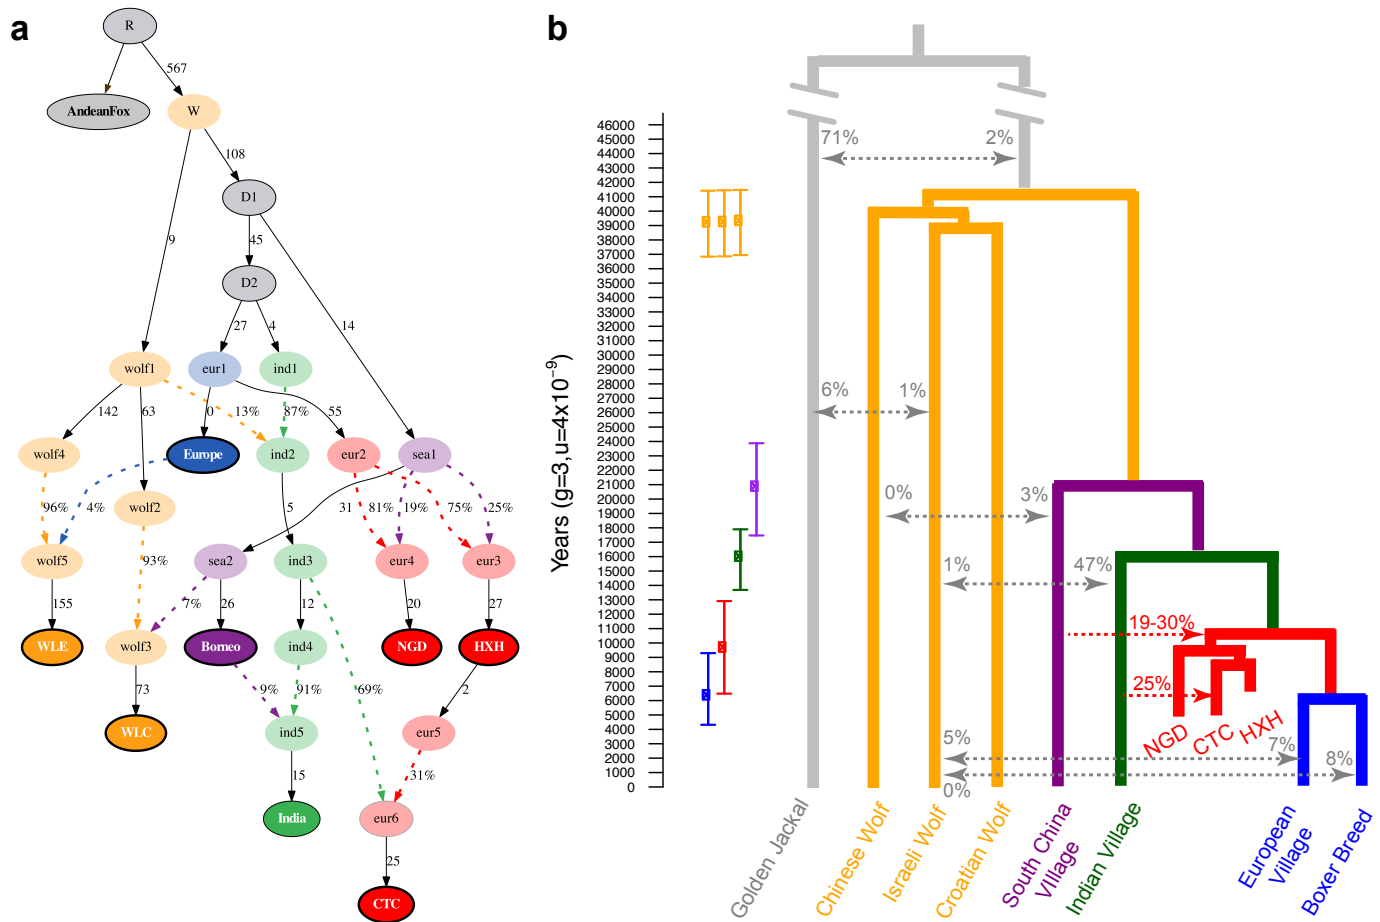 a
R
567
AndeanFox
W
108
D1
9
45
D2
27
4
14
wolf1
eur1
ind1
142
63
0
13%
87%
55
wolf4
Europe
ind2
eur2
sea1
96%
4%
wolf2
5
31
81%
19%
75%
25%
wolf5
93%
sea2
ind3
eur4
eur3
155
7%
26
12
20
27
WLE
wolf3
Borneo
ind4
NGD
HXH
73
9%
91%
69%
2
WLC
ind5
eur5
15
31%
India
eur6
25
CTC
b
Years (g=3,u=4x10⁻⁹)
46000
45000
44000
43000
42000
41000
40000
39000
38000
37000
36000
35000
34000
33000
32000
31000
30000
29000
28000
27000
26000
25000
24000
23000
22000
21000
20000
19000
18000
17000
16000
15000
14000
13000
12000
11000
10000
9000
8000
7000
6000
5000
4000
3000
2000
1000
0
71%
2%
6%
1%
0%
3%
1%
47%
19-30%
25%
NGD
CTC
HXH
5%
7%
8%
0%
Golden Jackal
Chinese Wolf
Israeli Wolf
Croatian Wolf
South China
VIllage
Indian Village
European
Village
Boxer Breed